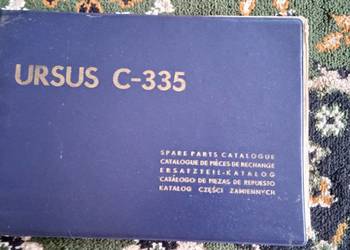 URSUS C-335
SPARE PARTS CATALOGUE
CATALOGUE DE PIÈCES DE RECHANGE
ERSATZTEIL-KATALOG
CATÁLOGO DE PIEZAS DE REPUESTO
KATALOG CZĘŚCI ZAMIENNYCH